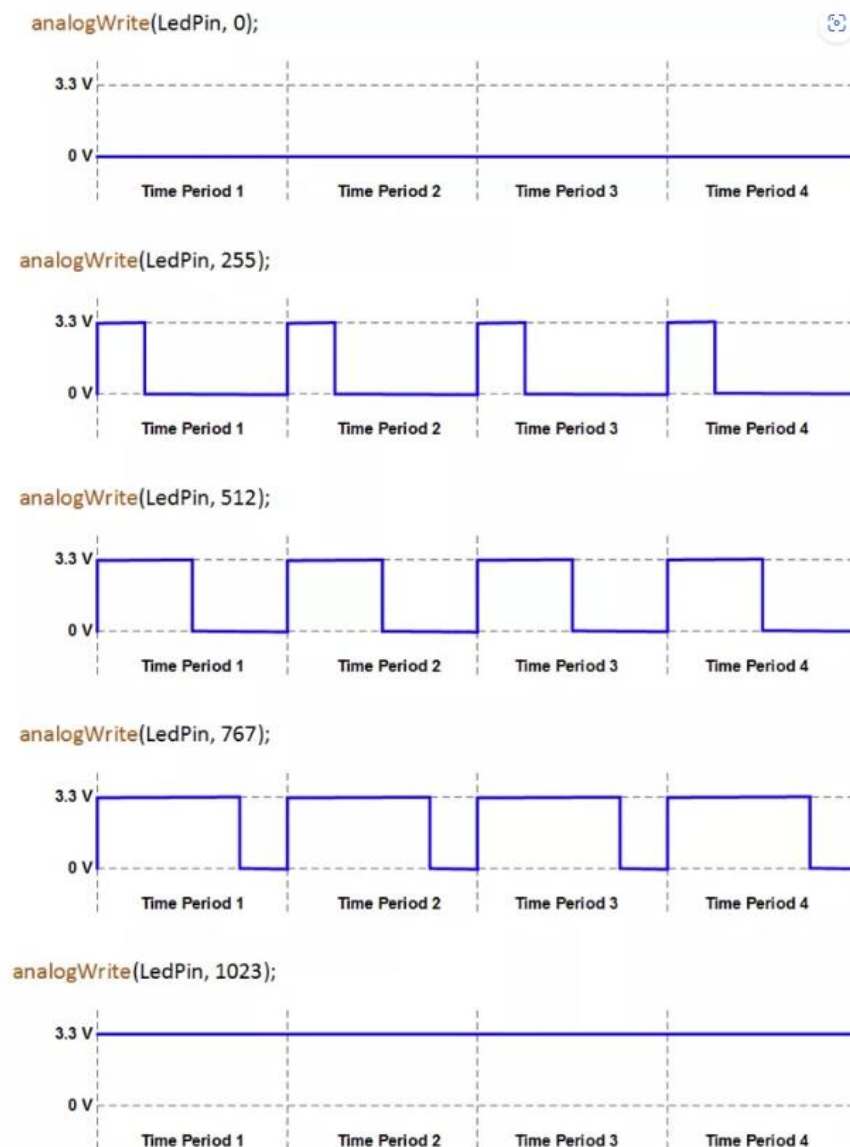 analogWrite(LedPin, 0);
3.3 V
0 V
Time Period 1 Time Period 2 Time Period 3 Time Period 4
analogWrite(LedPin, 255);
3.3 V
0 V
Time Period 1 Time Period 2 Time Period 3 Time Period 4
analogWrite(LedPin, 512);
3.3 V
0 V
Time Period 1 Time Period 2 Time Period 3 Time Period 4
analogWrite(LedPin, 767);
3.3 V
0 V
Time Period 1 Time Period 2 Time Period 3 Time Period 4
analogWrite(LedPin, 1023);
3.3 V
0 V
Time Period 1 Time Period 2 Time Period 3 Time Period 4